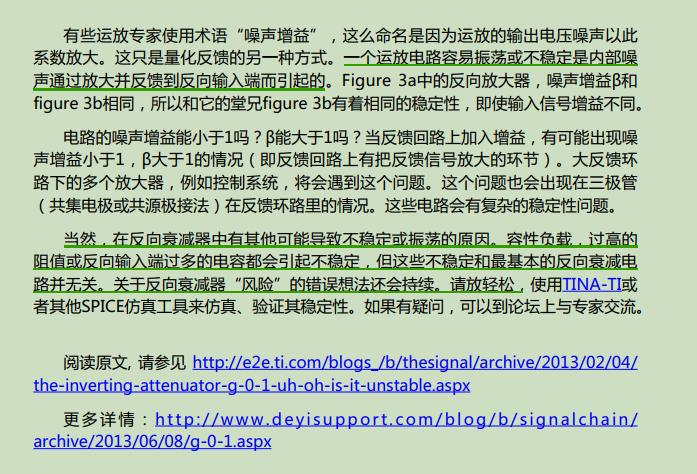 有些运放专家使用术语“噪声增益”，这么命名是因为运放的输出电压噪声以此
系数放大。这只是量化反馈的另一种方式。一个运放电路容易振荡或不稳定是内部噪
声通过放大并反馈到反向输入端而引起的。Figure 3a中的反向放大器，噪声增益β和
figure 3b相同，所以和它的堂兄figure 3b有着相同的稳定性，即使输入信号增益不同。
电路的噪声增益能小于1吗？β能大于1吗？当反馈回路上加入增益，有可能出现噪
声增益小于1，β大于1的情况（即反馈回路上有把反馈信号放大的环节）。大反馈环
路下的多个放大器，例如控制系统，将会遇到这个问题。这个问题也会出现在三极管
（共集电极或共源极接法）在反馈环路里的情况。这些电路会有复杂的稳定性问题。
当然，在反向衰减器中有其他可能导致不稳定或振荡的原因。容性负载，过高的
阻值或反向输入端过多的电容都会引起不稳定，但这些不稳定和最基本的反向衰减电
路并无关。关于反向衰减器“风险”的错误想法还会持续。请放轻松，使用TINA-TI或
者其他SPICE仿真工具来仿真、验证其稳定性。如果有疑问，可以到论坛上与专家交流。
阅读原文, 请参见 http://e2e.ti.com/blogs_/b/thesignal/archive/2013/02/04/
the-inverting-attenuator-g-0-1-uh-oh-is-it-unstable.aspx
更多详情：http://www.deyisupport.com/blog/b/signalchain/
archive/2013/06/08/g-0-1.aspx